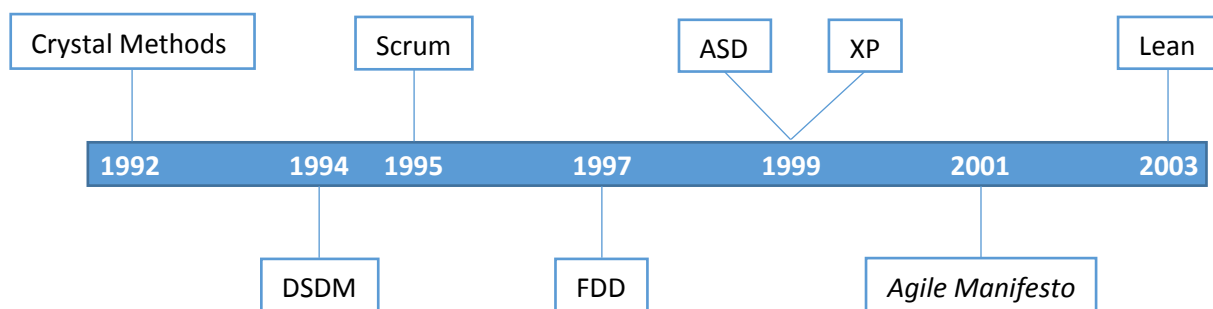 Crystal Methods
Scrum
ASD
XP
Lean
1992
1994
1995
1997
1999
2001
2003
DSDM
FDD
Agile Manifesto